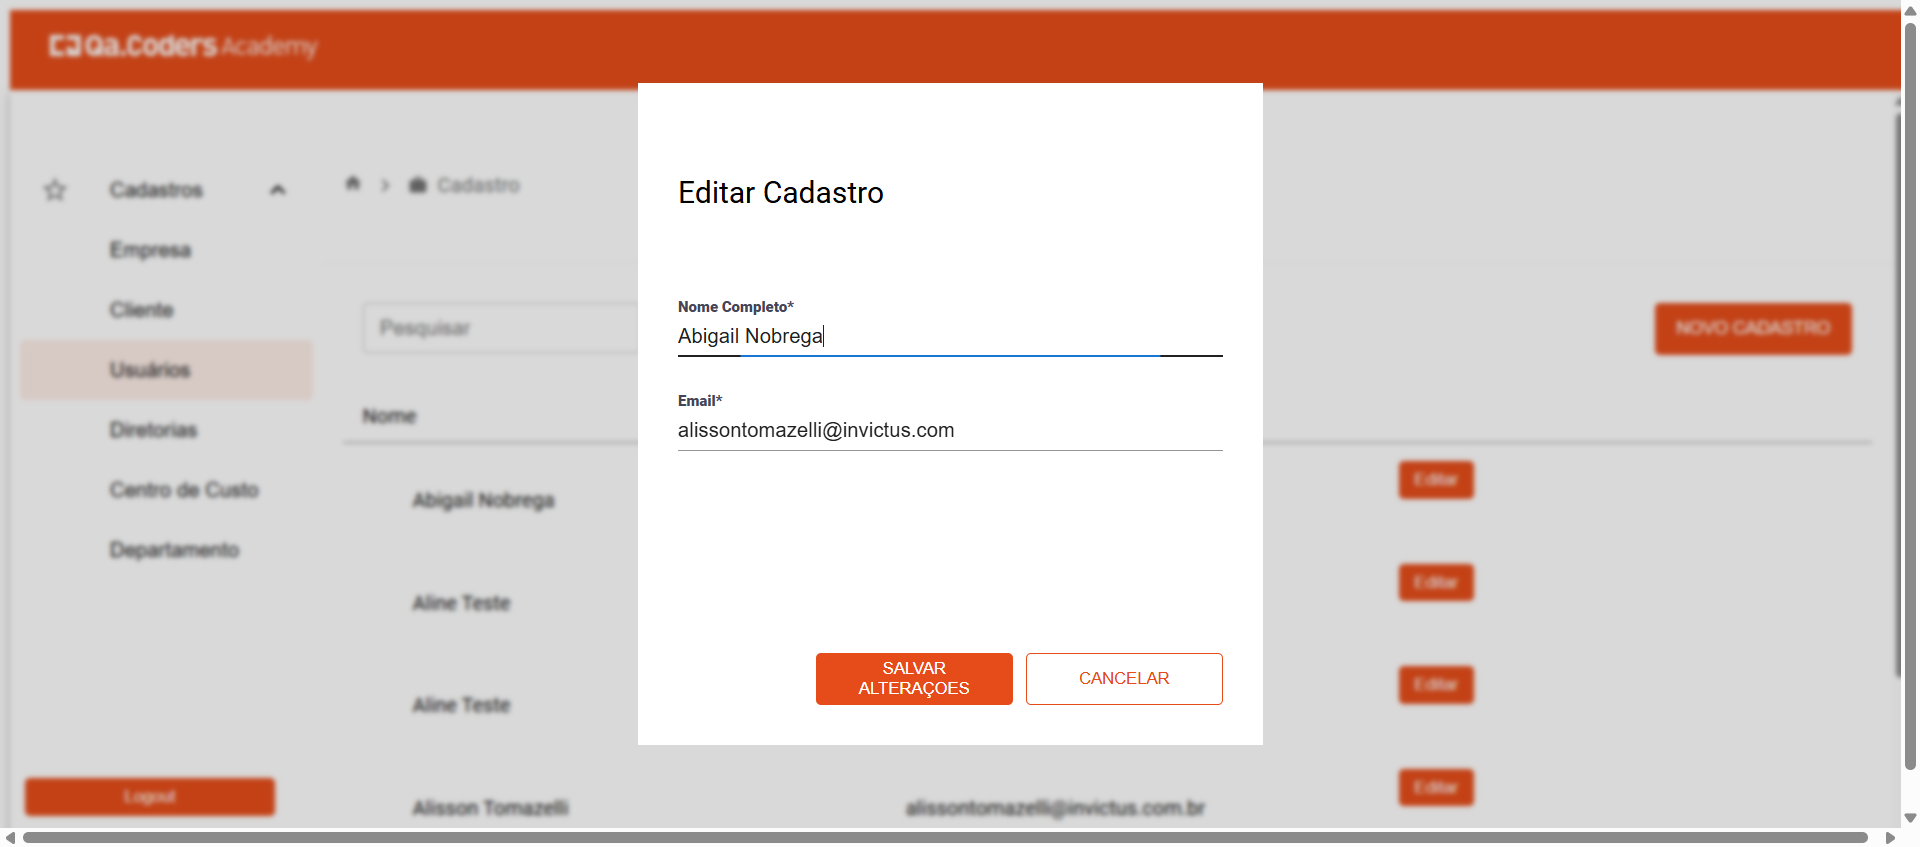 Qa.Coders Academy
Cadastros
Cadastro
Empresa
Cliente
Usuários
Diretorias
Centro de Custo
Departamento
Logout
Pesquisar
NOVO CADASTRO
Nome
Abigail Nobrega
Editar
Aline Teste
Editar
Aline Teste
Editar
Alisson Tomazelli
alissontomazelli@invictus.com.br
Editar
Editar Cadastro
Nome Completo*
Abigail Nobrega
Email*
alissontomazelli@invictus.com
SALVAR
ALTERAÇOES
CANCELAR